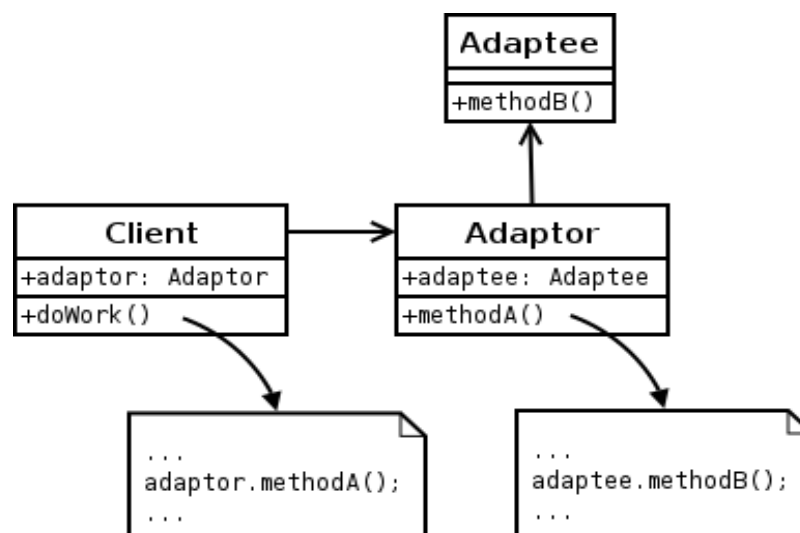 Adaptee
+methodB()
Client
+adaptor: Adaptor
+doWork()
Adaptor
+adaptee: Adaptee
+methodA()
...
adaptor.methodA();
...
...
adaptee.methodB();
...